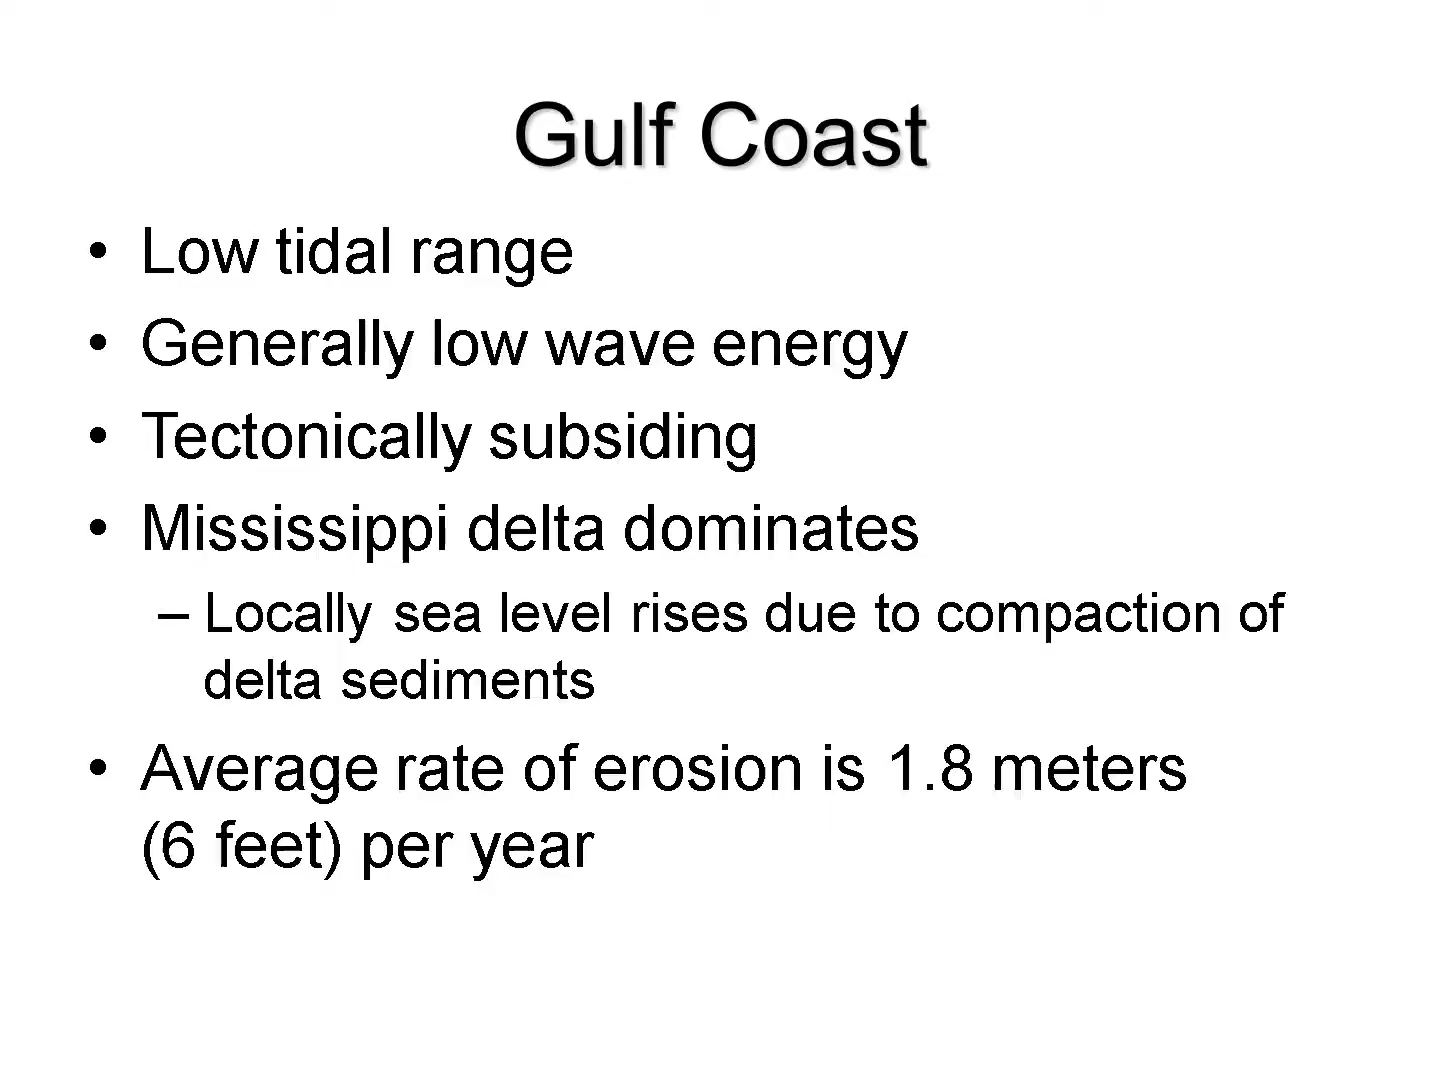 Gulf Coast
• Low tidal range
• Generally low wave energy
• Tectonically subsiding
• Mississippi delta dominates
– Locally sea level rises due to compaction of
delta sediments
• Average rate of erosion is 1.8 meters
(6 feet) per year